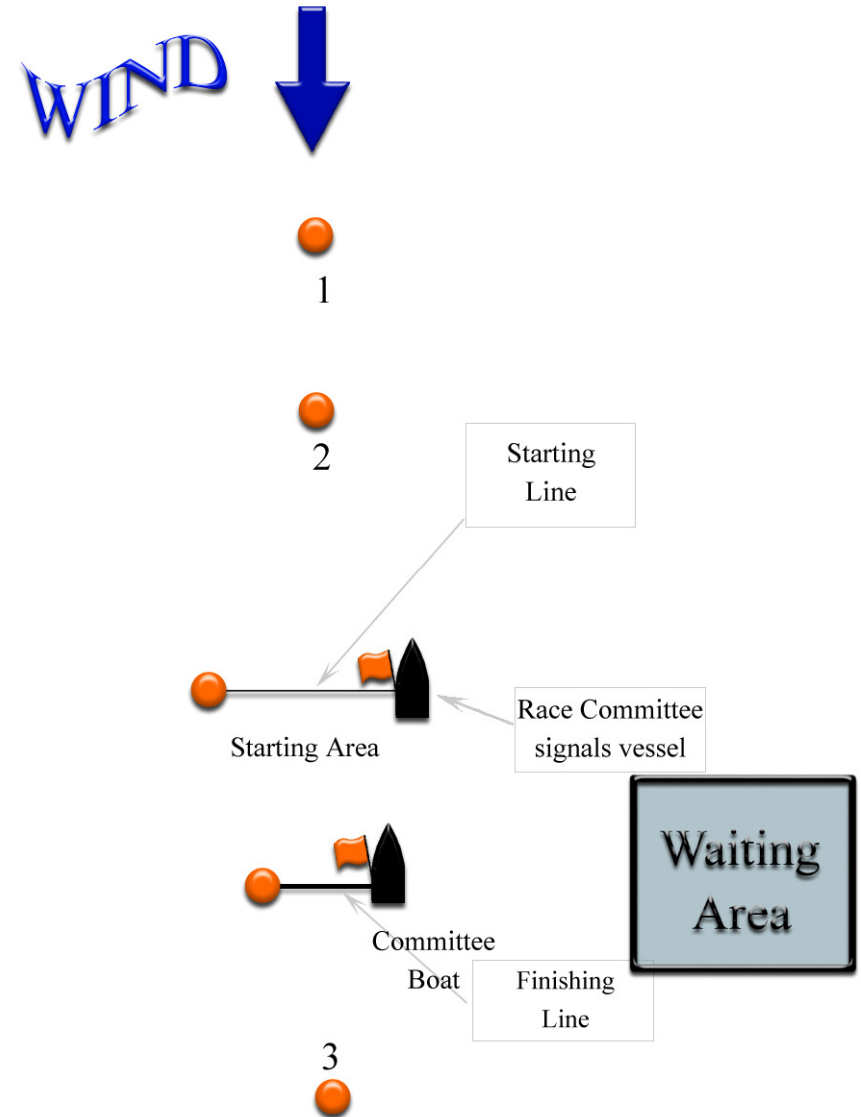 WIND
1
2
Starting
Line
Race Committee
signals vessel
Starting Area
Waiting
Area
Committee
Boat
Finishing
Line
3